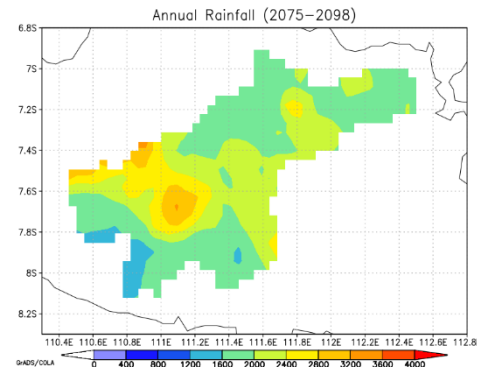 Annual Rainfall (2075-2098)
6.8S
7S
7.2S
7.4S
7.6S
7.8S
8S
8.2S
110.4E 110.6E 110.8E 111E 111.2E 111.4E 111.6E 111.8E 112E 112.2E 112.4E 112.6E 112.8E
0 400 800 1200 1600 2000 2400 2800 3200 3600 4000
GrADS/COLA